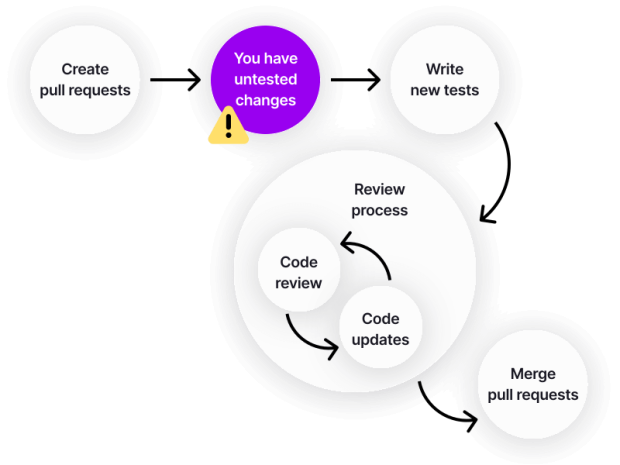 Create
pull requests
You have
untested
changes
Write
new tests
Review
process
Code
review
Code
updates
Merge
pull requests